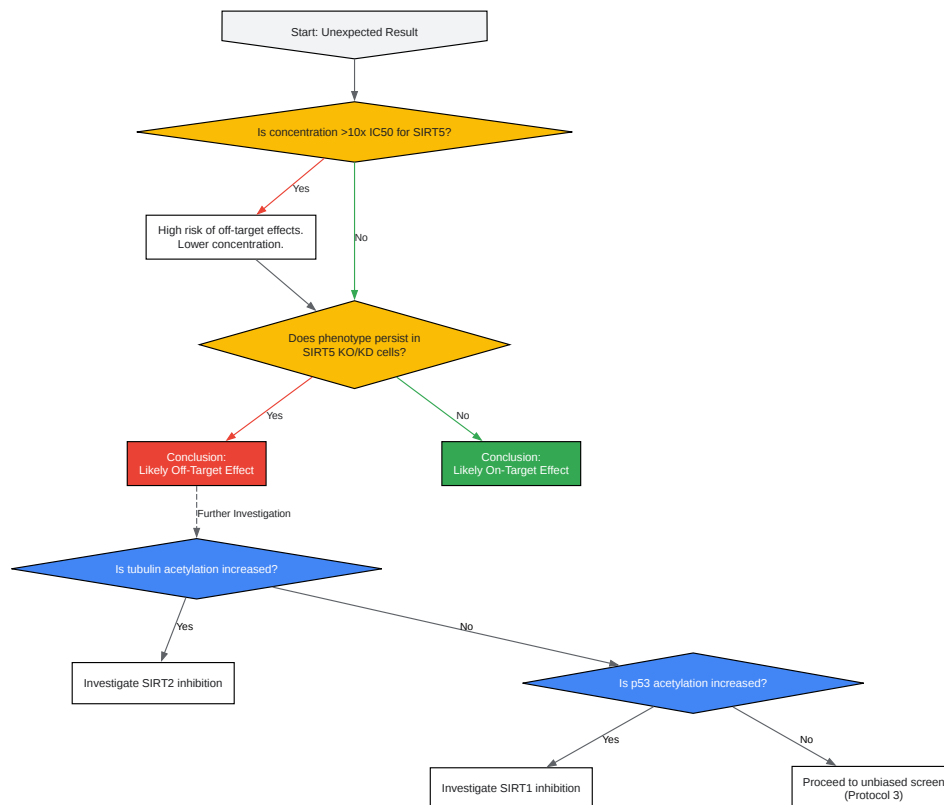 Start: Unexpected Result
Is concentration >10x IC50 for SIRT5?
Yes
High risk of off-target effects.
Lower concentration.
No
Does phenotype persist in
SIRT5 KO/KD cells?
Yes
No
Conclusion:
Likely Off-Target Effect
Conclusion:
Likely On-Target Effect
Further Investigation
Is tubulin acetylation increased?
Yes
No
Investigate SIRT2 inhibition
Is p53 acetylation increased?
Yes
No
Investigate SIRT1 inhibition
Proceed to unbiased screen
(Protocol 3)